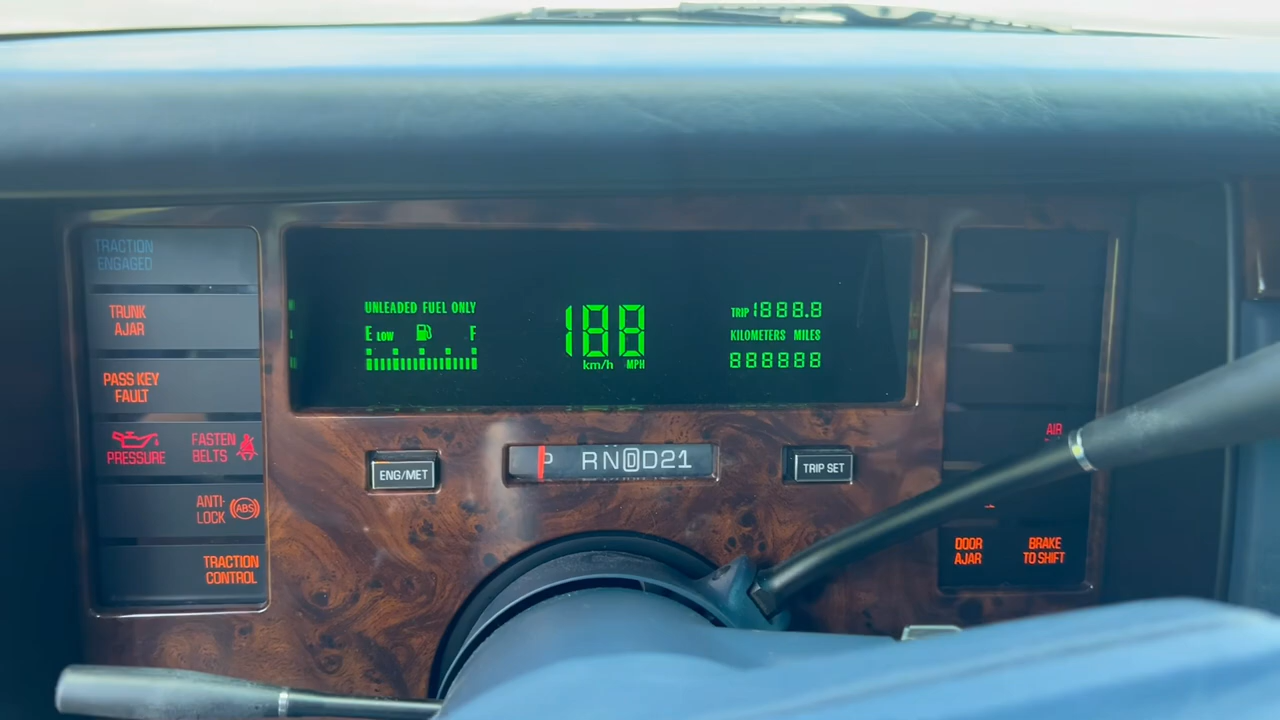 TRACTION
ENGAGED
TRUNK
AJAR
PASS KEY
FAULT
PRESSURE
FASTEN
BELTS
ANTI-
LOCK
ABS
TRACTION
CONTROL
UNLEADED FUEL ONLY
E LOW F
188
km/h MPH
TRIP 1888.8
KILOMETERS MILES
888888
ENG/MET
P RN0D21
TRIP SET
AIR
DOOR
AJAR
BRAKE
TO SHIFT